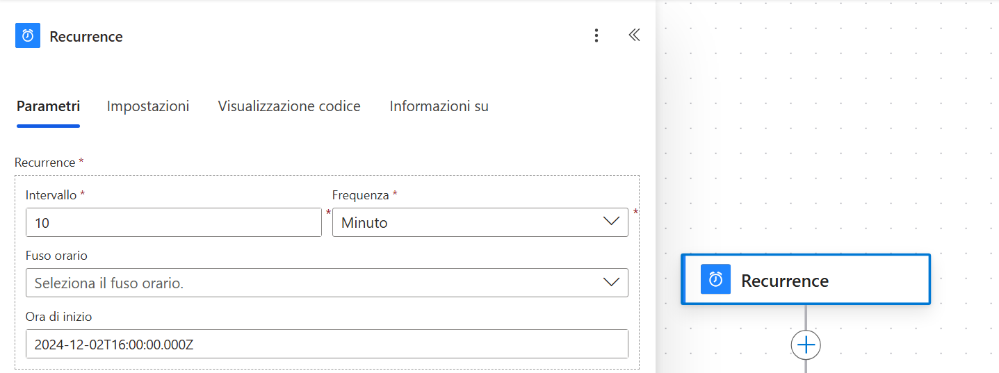 Recurrence
Parametri Impostazioni Visualizzazione codice Informazioni su
Recurrence *
Intervallo * Frequenza *
10 * Minuto *
Fuso orario
Seleziona il fuso orario.
Ora di inizio
2024-12-02T16:00:00.000Z
Recurrence